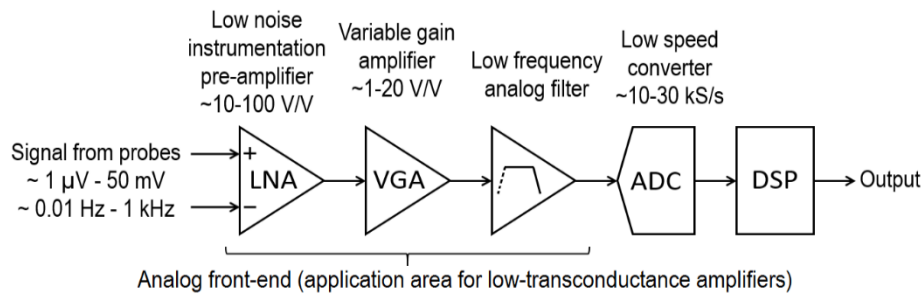 Low noise
instrumentation
pre-amplifier
~10-100 V/V
Variable gain
amplifier
~1-20 V/V
Low frequency
analog filter
Low speed
converter
~10-30 kS/s
Signal from probes
~ 1 µV - 50 mV
~ 0.01 Hz - 1 kHz
+
−
LNA
VGA
ADC
DSP
Output
Analog front-end (application area for low-transconductance amplifiers)